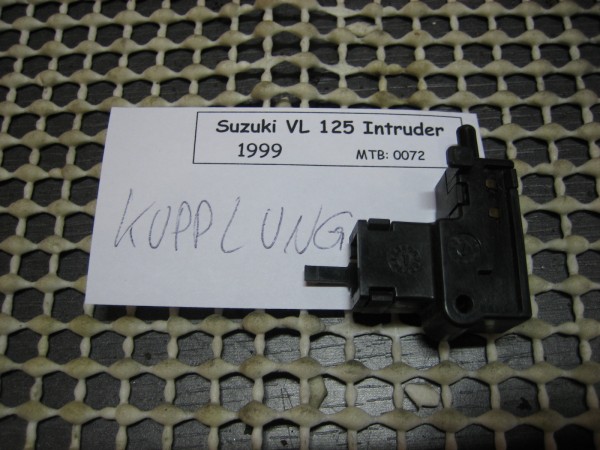 Suzuki VL 125 Intruder
1999 MTB: 0072
KUPPLUNG